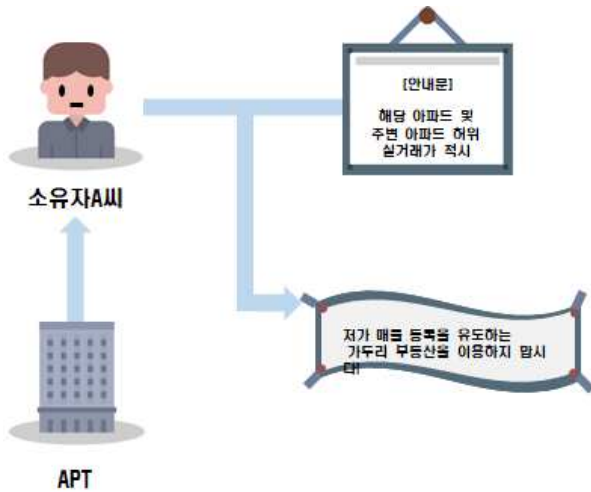 [안내문]
해당 아파트 및
주변 아파트 허위
실거래가 적시
소유자A씨
저가 매물 등록을 유도하는
가두리 부동산을 이용하지 맙시
다!
APT